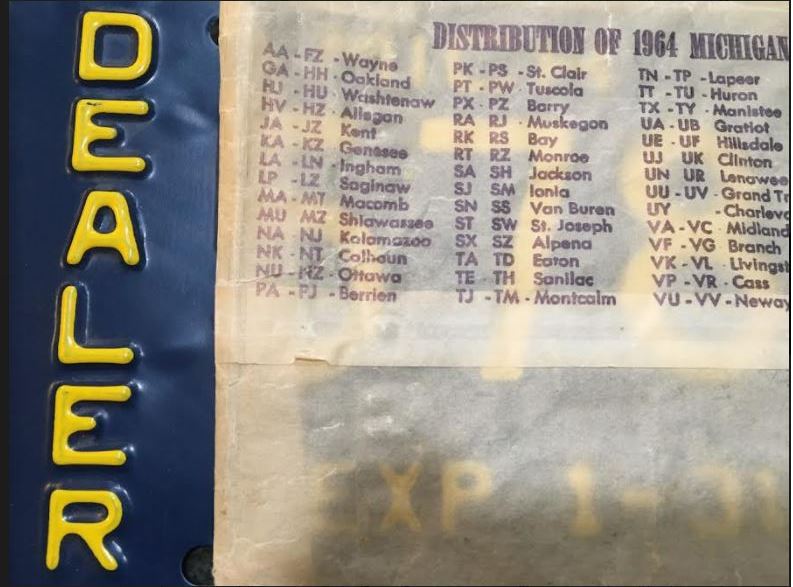 DEALER
DISTRIBUTION OF 1964 MICHIGAN
AA - FZ - Wayne
GA - HH - Oakland
HJ - HU - Washtenaw
HV - HZ - Allegan
JA - JZ Kent
KA - KZ Genesee
LA - LN - Ingham
LP - LZ Saginaw
MA - MT Macomb
MU MZ Shiawassee
NA - NJ Kalamazoo
NK - NT Calhoun
NU - NZ - Ottawa
PA - PJ - Berrien
PK - PS - St. Clair
PT - PW - Tuscola
PX - PZ Barry
RA RJ - Muskegon
RK RS Bay
RT RZ Monroe
SA SH Jackson
SJ SM Ionia
SN SS Van Buren
ST SW St. Joseph
SX SZ Alpena
TA TD Eaton
TE TH Sanilac
TJ - TM - Montcalm
TN - TP - Lapeer
TT - TU - Huron
TX - TY - Manistee
UA - UB Gratiot
UE - UF Hillsdale
UJ UK Clinton
UN UR Lenawee
UU - UV - Grand Tr
UY - Charlevo
VA - VC Midland
VF - VG Branch
VK - VL Livingst
VP - VR - Cass
VU - VV - Neway
EXP 1-